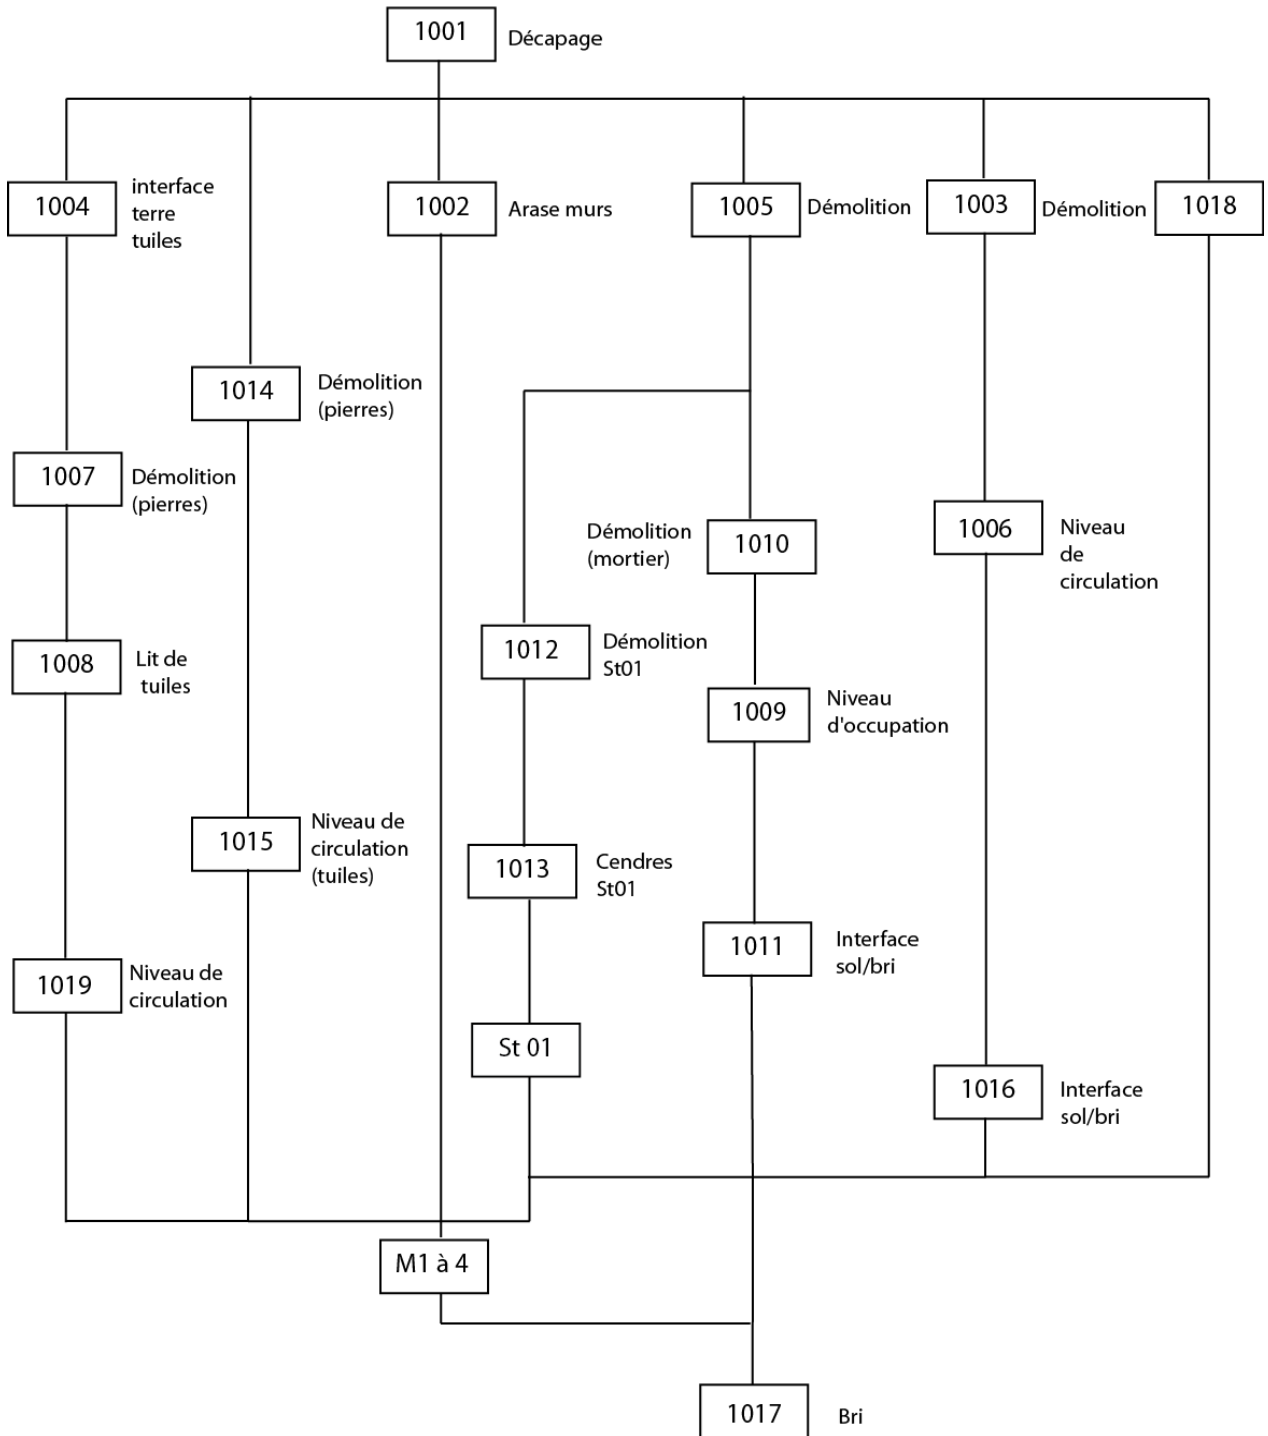 1001
Décapage
1004
interface
terre
tuiles
1002
Arase murs
1005
Démolition
1003
Démolition
1018
1014
Démolition
(pierres)
1007
Démolition
(pierres)
1010
Démolition
(mortier)
1006
Niveau
de
circulation
1008
Lit de
tuiles
1012
Démolition
St01
1009
Niveau
d'occupation
1015
Niveau de
circulation
(tuiles)
1013
Cendres
St01
1011
Interface
sol/bri
1019
Niveau de
circulation
St 01
1016
Interface
sol/bri
M1 à 4
1017
Bri